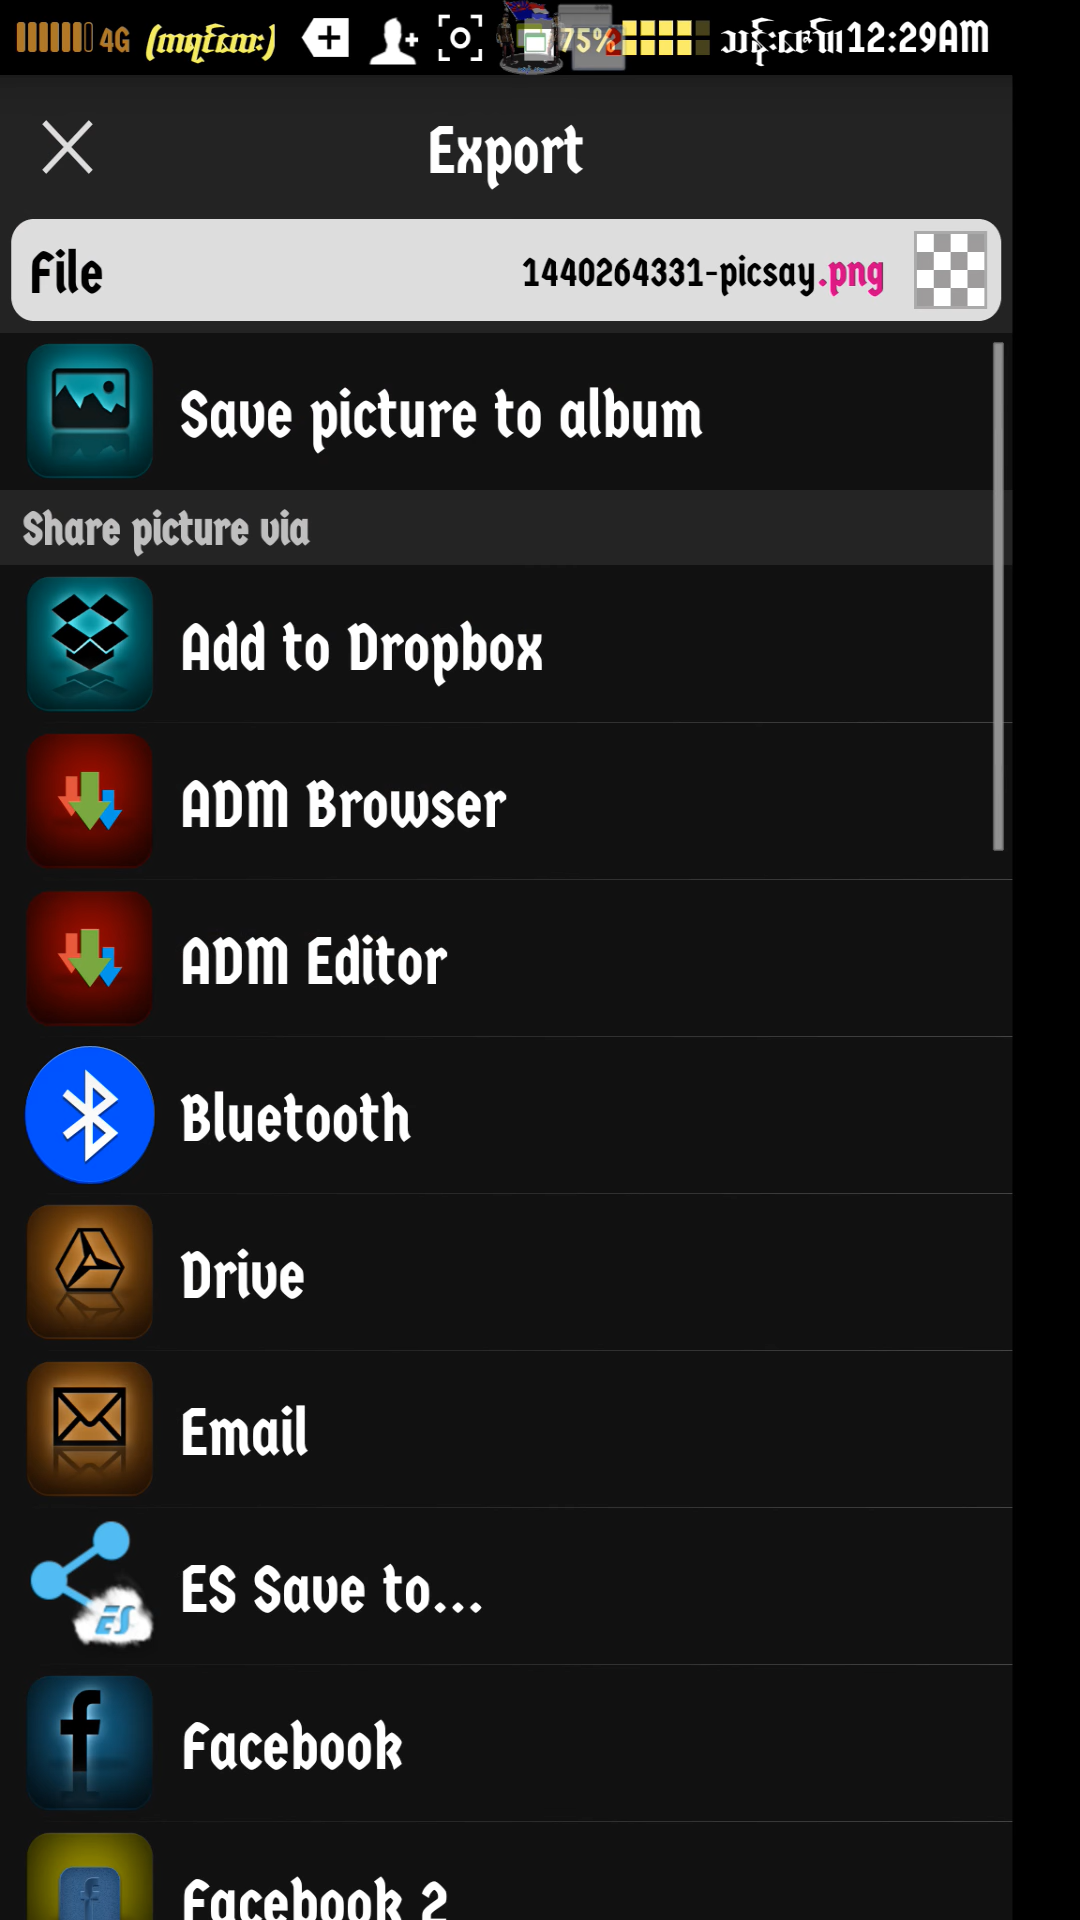 4G 75% 2 12:29AM
Export
File 1440264331-picsay.png
Save picture to album
Share picture via
Add to Dropbox
ADM Browser
ADM Editor
Bluetooth
Drive
Email
ES Save to...
Facebook
Facebook 2